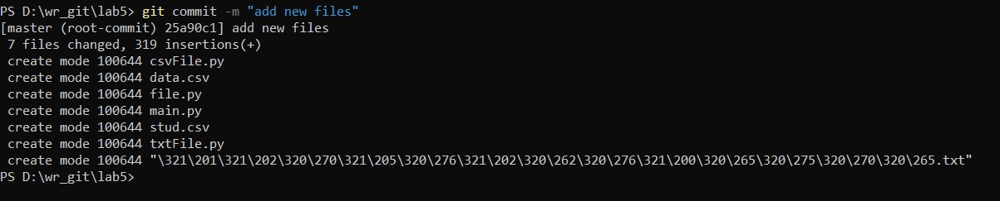 PS D:\wr_git\lab5> git commit -m "add new files"
[master (root-commit) 25a90c1] add new files
 7 files changed, 319 insertions(+)
 create mode 100644 csvFile.py
 create mode 100644 data.csv
 create mode 100644 file.py
 create mode 100644 main.py
 create mode 100644 stud.csv
 create mode 100644 txtFile.py
 create mode 100644 "\321\201\321\202\320\270\321\205\320\276\321\202\320\262\320\276\321\200\320\265\320\275\320\270\320\265.txt"
PS D:\wr_git\lab5>